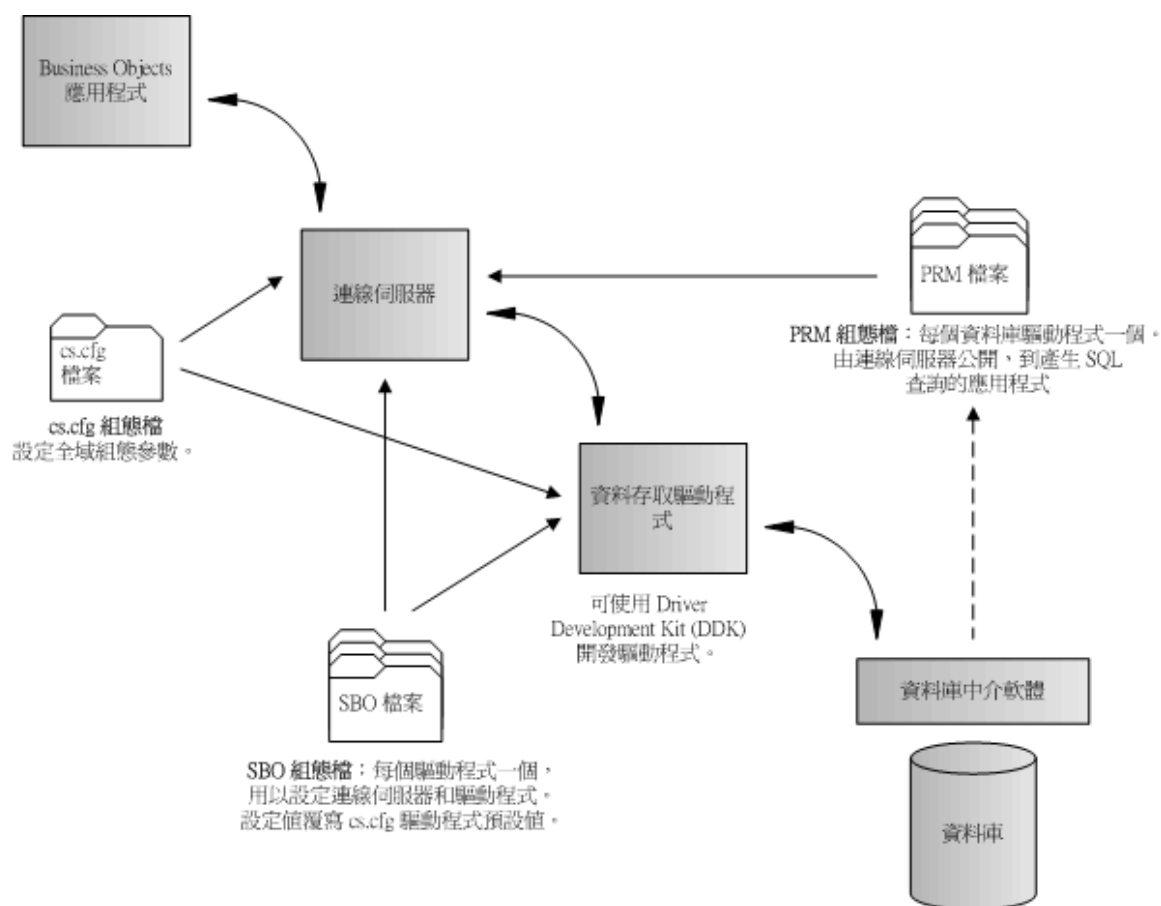 Business Objects
應用程式
連線伺服器
PRM 檔案
PRM 組態檔：每個資料庫驅動程式一個。
由連線伺服器公開，到產生 SQL
查詢的應用程式
cs.cfg
檔案
cs.cfg 組態檔
設定全域組態參數。
資料存取驅動程
式
可使用 Driver
Development Kit (DDK)
開發驅動程式。
SBO 檔案
SBO 組態檔：每個驅動程式一個，
用以設定連線伺服器和驅動程式。
設定值覆寫 cs.cfg 驅動程式預設值。
資料庫中介軟體
資料庫